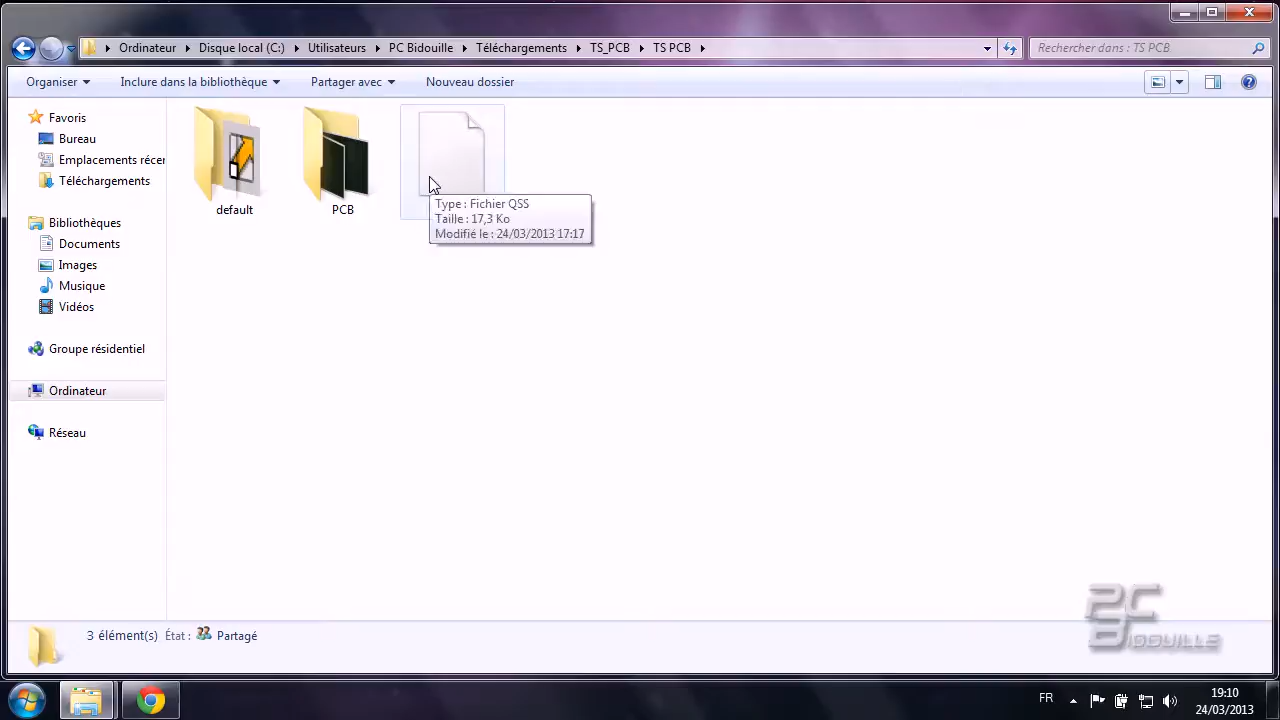 Ordinateur Disque local (C:) Utilisateurs PC Bidouille Téléchargements TS_PCB TS PCB
Rechercher dans : TS PCB
Organiser Inclure dans la bibliothèque Partager avec Nouveau dossier
Favoris
Bureau
Emplacements récer
Téléchargements
Bibliothèques
Documents
Images
Musique
Vidéos
Groupe résidentiel
Ordinateur
Réseau
default
PCB
Type : Fichier QSS
Taille : 17,3 Ko
Modifié le : 24/03/2013 17:17
3 élément(s) État : Partagé
PC
BIDOUILLE
FR
19:10
24/03/2013